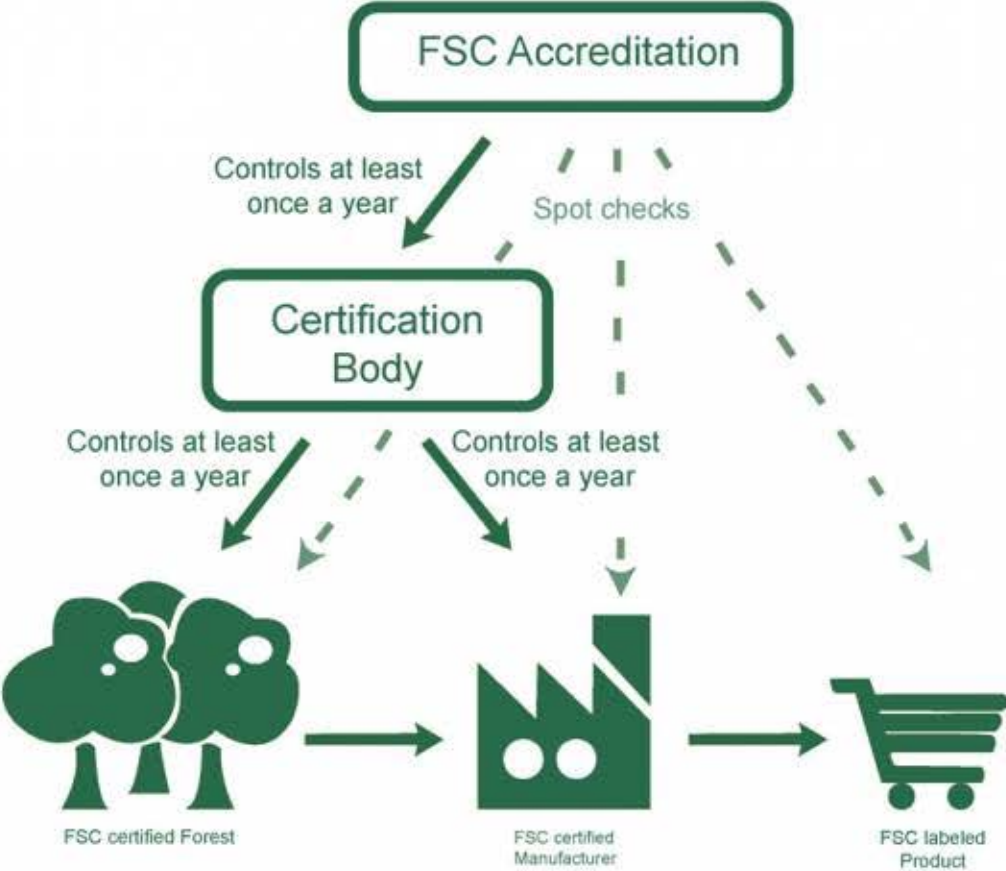 FSC Accreditation
Controls at least
once a year
Spot checks
Certification
Body
Controls at least
once a year
Controls at least
once a year
FSC certified Forest
FSC certified
Manufacturer
FSC labeled
Product